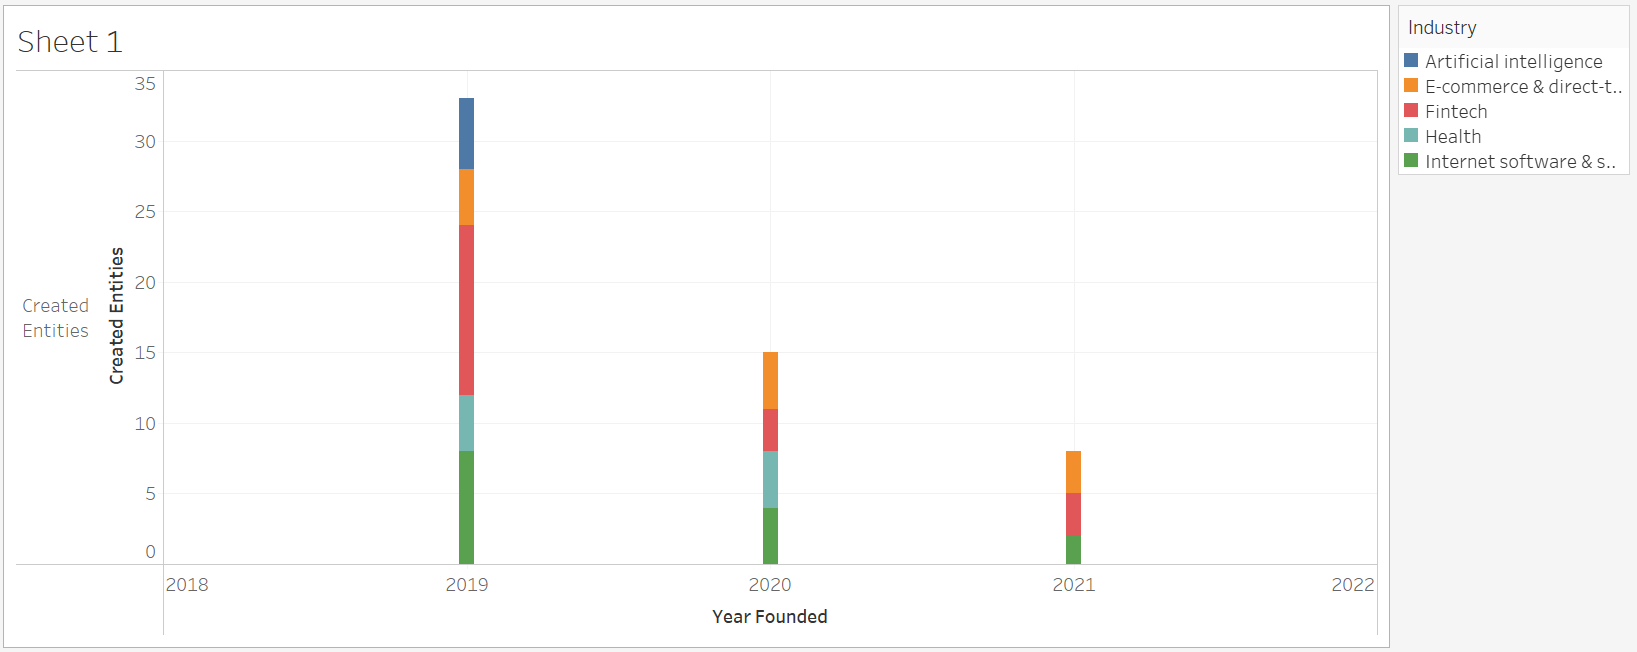 Sheet 1
35
30
25
20
15
10
5
0
Created
Entities
Created Entities
2018 2019 2020 2021 2022
Year Founded
Industry
Artificial intelligence
E-commerce & direct-t..
Fintech
Health
Internet software & s..